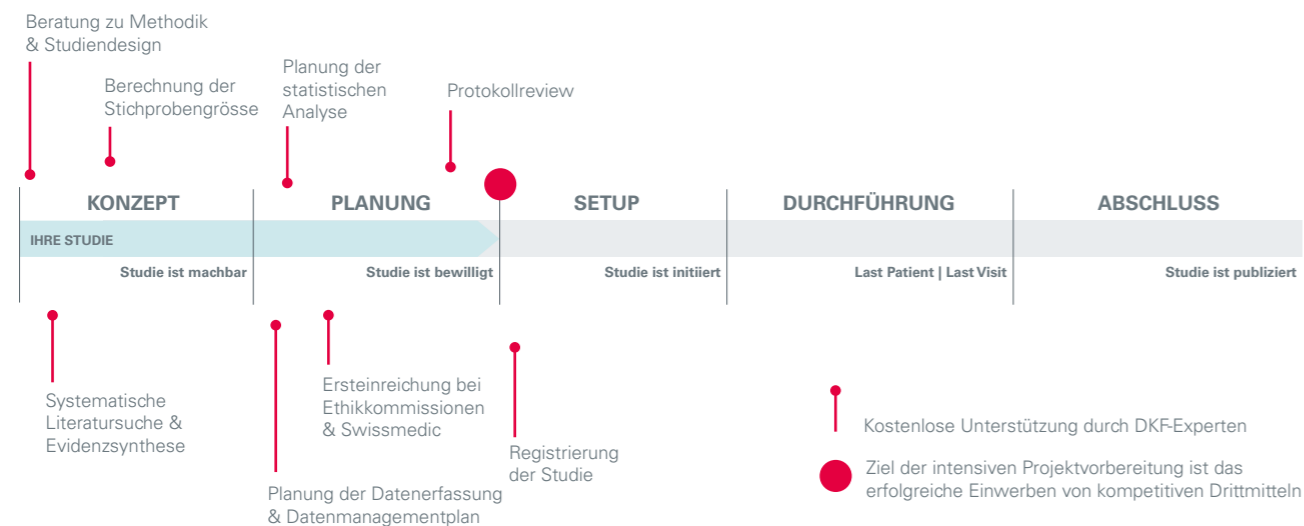 Beratung zu Methodik
& Studiendesign
Berechnung der
Stichprobengrösse
Planung der
statistischen
Analyse
Protokollreview
KONZEPT
PLANUNG
SETUP
DURCHFÜHRUNG
ABSCHLUSS
IHRE STUDIE
Studie ist machbar
Studie ist bewilligt
Studie ist initiiert
Last Patient | Last Visit
Studie ist publiziert
Systematische
Literatursuche &
Evidenzsynthese
Planung der Datenerfassung
& Datenmanagementplan
Ersteinreichung bei
Ethikkommissionen
& Swissmedic
Registrierung
der Studie
Kostenlose Unterstützung durch DKF-Experten
Ziel der intensiven Projektvorbereitung ist das
erfolgreiche Einwerben von kompetitiven Drittmitteln